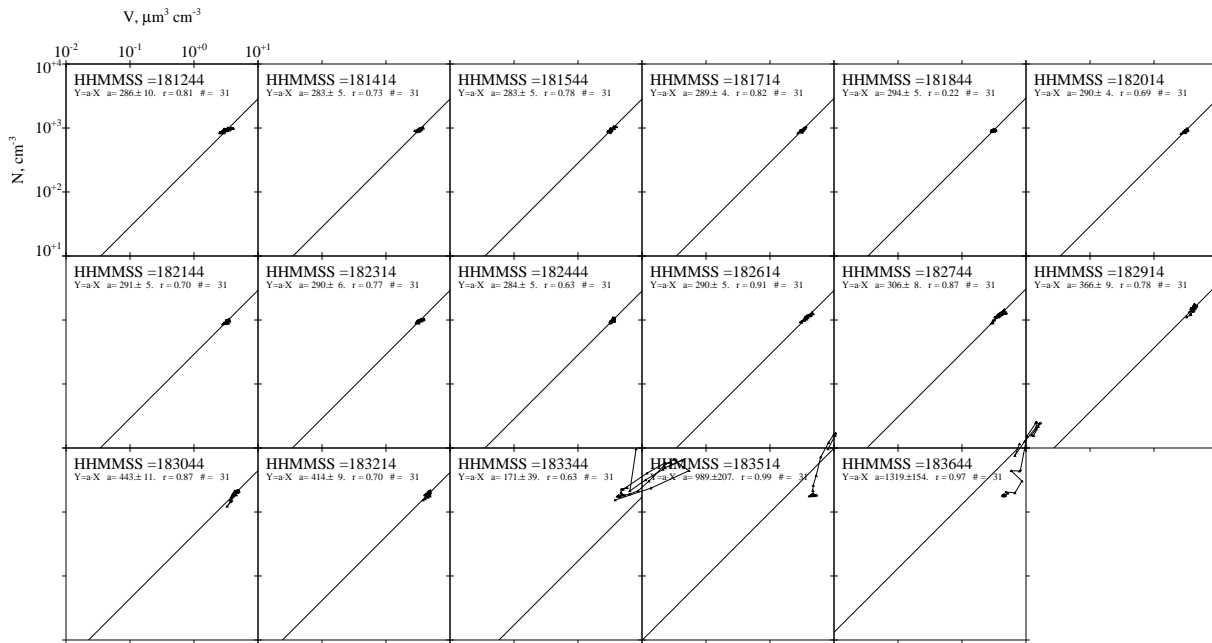 V, μm³ cm⁻³
10⁻² 10⁻¹ 10⁺⁰ 10⁺¹
N, cm⁻³
10⁺⁴
10⁺³
10⁺²
10⁺¹
HHMMSS =181244
Y=a·X a= 286.± 10. r = 0.81 # = 31
HHMMSS =181414
Y=a·X a= 283.± 5. r = 0.73 # = 31
HHMMSS =181544
Y=a·X a= 283.± 5. r = 0.78 # = 31
HHMMSS =181714
Y=a·X a= 289.± 4. r = 0.82 # = 31
HHMMSS =181844
Y=a·X a= 294.± 5. r = 0.22 # = 31
HHMMSS =182014
Y=a·X a= 290.± 4. r = 0.69 # = 31
HHMMSS =182144
Y=a·X a= 291.± 5. r = 0.70 # = 31
HHMMSS =182314
Y=a·X a= 290.± 6. r = 0.77 # = 31
HHMMSS =182444
Y=a·X a= 284.± 5. r = 0.63 # = 31
HHMMSS =182614
Y=a·X a= 290.± 5. r = 0.91 # = 31
HHMMSS =182744
Y=a·X a= 306.± 8. r = 0.87 # = 31
HHMMSS =182914
Y=a·X a= 366.± 9. r = 0.78 # = 31
HHMMSS =183044
Y=a·X a= 443.± 11. r = 0.87 # = 31
HHMMSS =183214
Y=a·X a= 414.± 9. r = 0.70 # = 31
HHMMSS =183344
Y=a·X a= 171.± 39. r = 0.63 # = 31
HHMMSS =183514
Y=a·X a= 989.±207. r = 0.99 # = 31
HHMMSS =183644
Y=a·X a=1319.±154. r = 0.97 # = 31